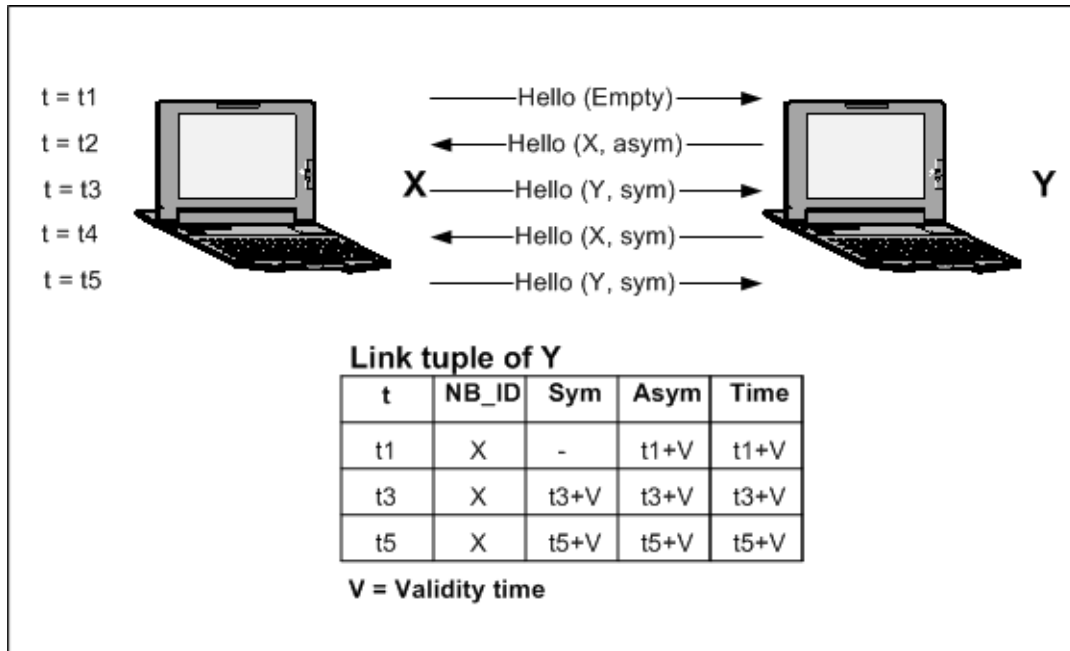 t = t1 Hello (Empty)
t = t2 Hello (X, asym)
t = t3 X Hello (Y, sym) Y
t = t4 Hello (X, sym)
t = t5 Hello (Y, sym)
Link tuple of Y
t NB_ID Sym Asym Time
t1 X - t1+V t1+V
t3 X t3+V t3+V t3+V
t5 X t5+V t5+V t5+V
V = Validity time